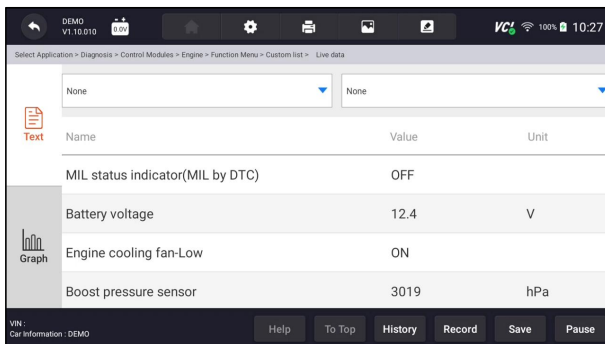 DEMO
V1.10.010
0.0V
VCI
100%
10:27
Select Application > Diagnosis > Control Modules > Engine > Function Menu > Custom list > Live data
None
None
Text
Name Value Unit
MIL status indicator(MIL by DTC) OFF
Battery voltage 12.4 V
Graph
Engine cooling fan-Low ON
Boost pressure sensor 3019 hPa
VIN :
Car Information : DEMO
Help To Top History Record Save Pause